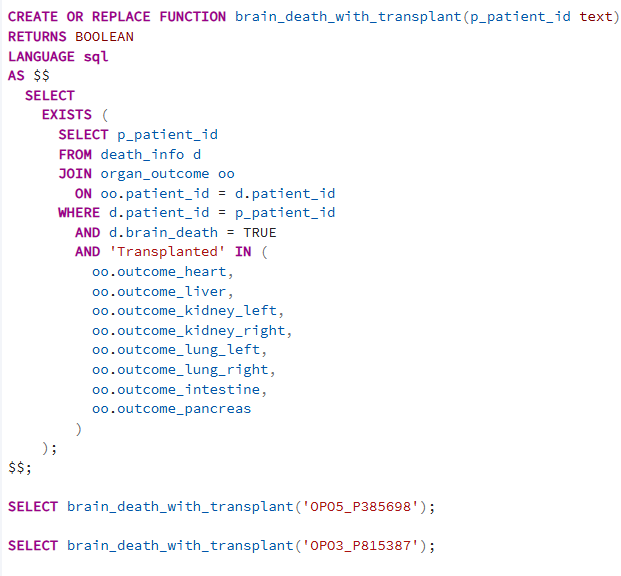 CREATE OR REPLACE FUNCTION brain_death_with_transplant(p_patient_id text)
RETURNS BOOLEAN
LANGUAGE sql
AS $$
  SELECT
    EXISTS (
      SELECT p_patient_id
      FROM death_info d
      JOIN organ_outcome oo
        ON oo.patient_id = d.patient_id
      WHERE d.patient_id = p_patient_id
        AND d.brain_death = TRUE
        AND 'Transplanted' IN (
          oo.outcome_heart,
          oo.outcome_liver,
          oo.outcome_kidney_left,
          oo.outcome_kidney_right,
          oo.outcome_lung_left,
          oo.outcome_lung_right,
          oo.outcome_intestine,
          oo.outcome_pancreas
        )
    );
$$;
SELECT brain_death_with_transplant('OPO5_P385698');
SELECT brain_death_with_transplant('OPO3_P815387');